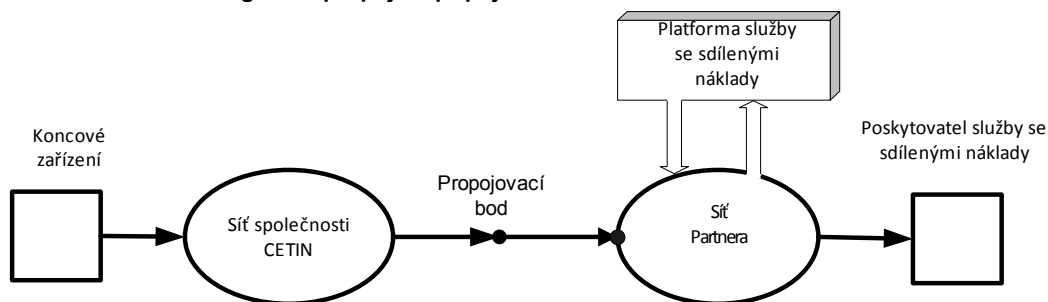 Platforma služby
se sdílenými
náklady
Koncové
zařízení
Poskytovatel služby se
sdílenými náklady
Propojovací
bod
Síť společnosti
CETIN
Síť
Partnera